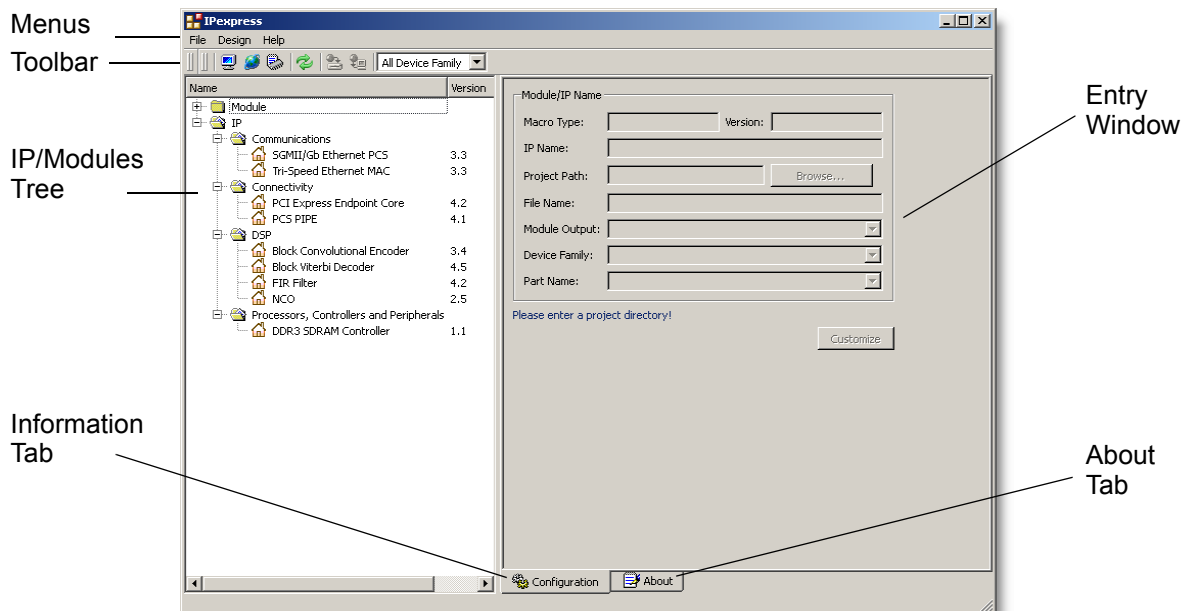 Menus
Toolbar
IP/Modules
Tree
Information
Tab
IPexpress
File Design Help
All Device Family
Name Version
Module
IP
Communications
SGMII/Gb Ethernet PCS 3.3
Tri-Speed Ethernet MAC 3.3
Connectivity
PCI Express Endpoint Core 4.2
PCS PIPE 4.1
DSP
Block Convolutional Encoder 3.4
Block Viterbi Decoder 4.5
FIR Filter 4.2
NCO 2.5
Processors, Controllers and Peripherals
DDR3 SDRAM Controller 1.1
Module/IP Name
Macro Type: Version:
IP Name:
Project Path: Browse...
File Name:
Module Output:
Device Family:
Part Name:
Please enter a project directory!
Customize
Configuration About
Entry
Window
About
Tab